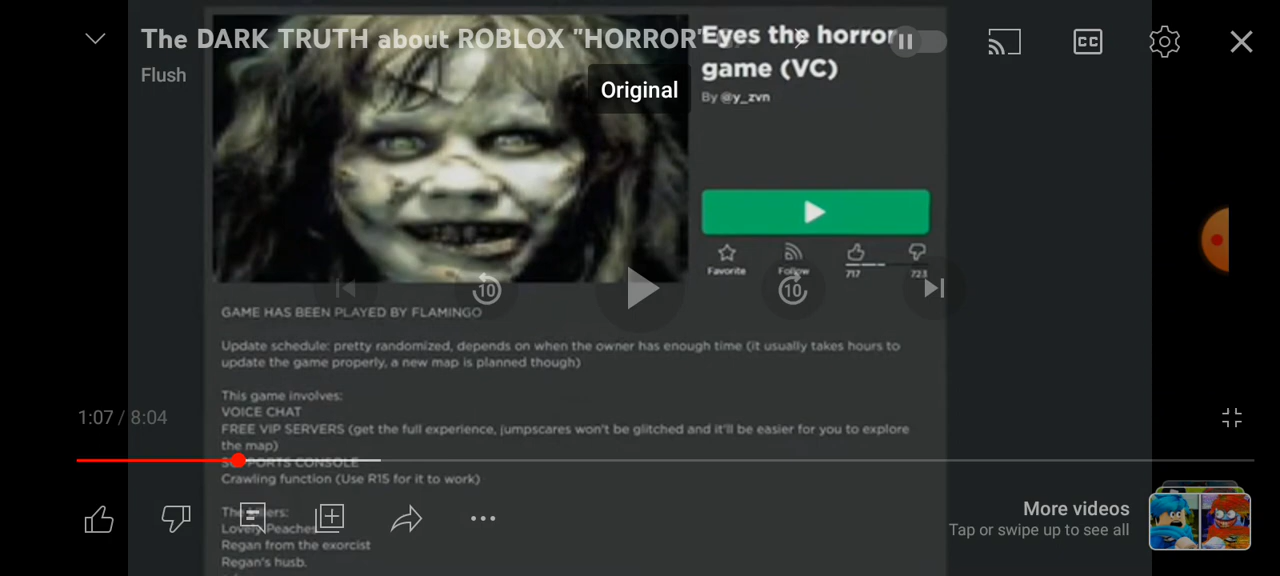 The DARK TRUTH about ROBLOX "HORROR"
Flush
Original
Eyes the horror
game (VC)
By @y_zvn
Favorite
Follow
717
723
10
10
GAME HAS BEEN PLAYED BY FLAMINGO
Update schedule: pretty randomized, depends on when the owner has enough time (it usually takes hours to
update the game properly, a new map is planned though)
This game involves:
VOICE CHAT
FREE VIP SERVERS (get the full experience, jumpscares won't be glitched and it'll be easier for you to explore
the map)
SUPPORTS CONSOLE
Crawling function (Use R15 for it to work)
Lovely Peaches
Regan from the exorcist
Regan's husb.
1:07 / 8:04
CC
More videos
Tap or swipe up to see all